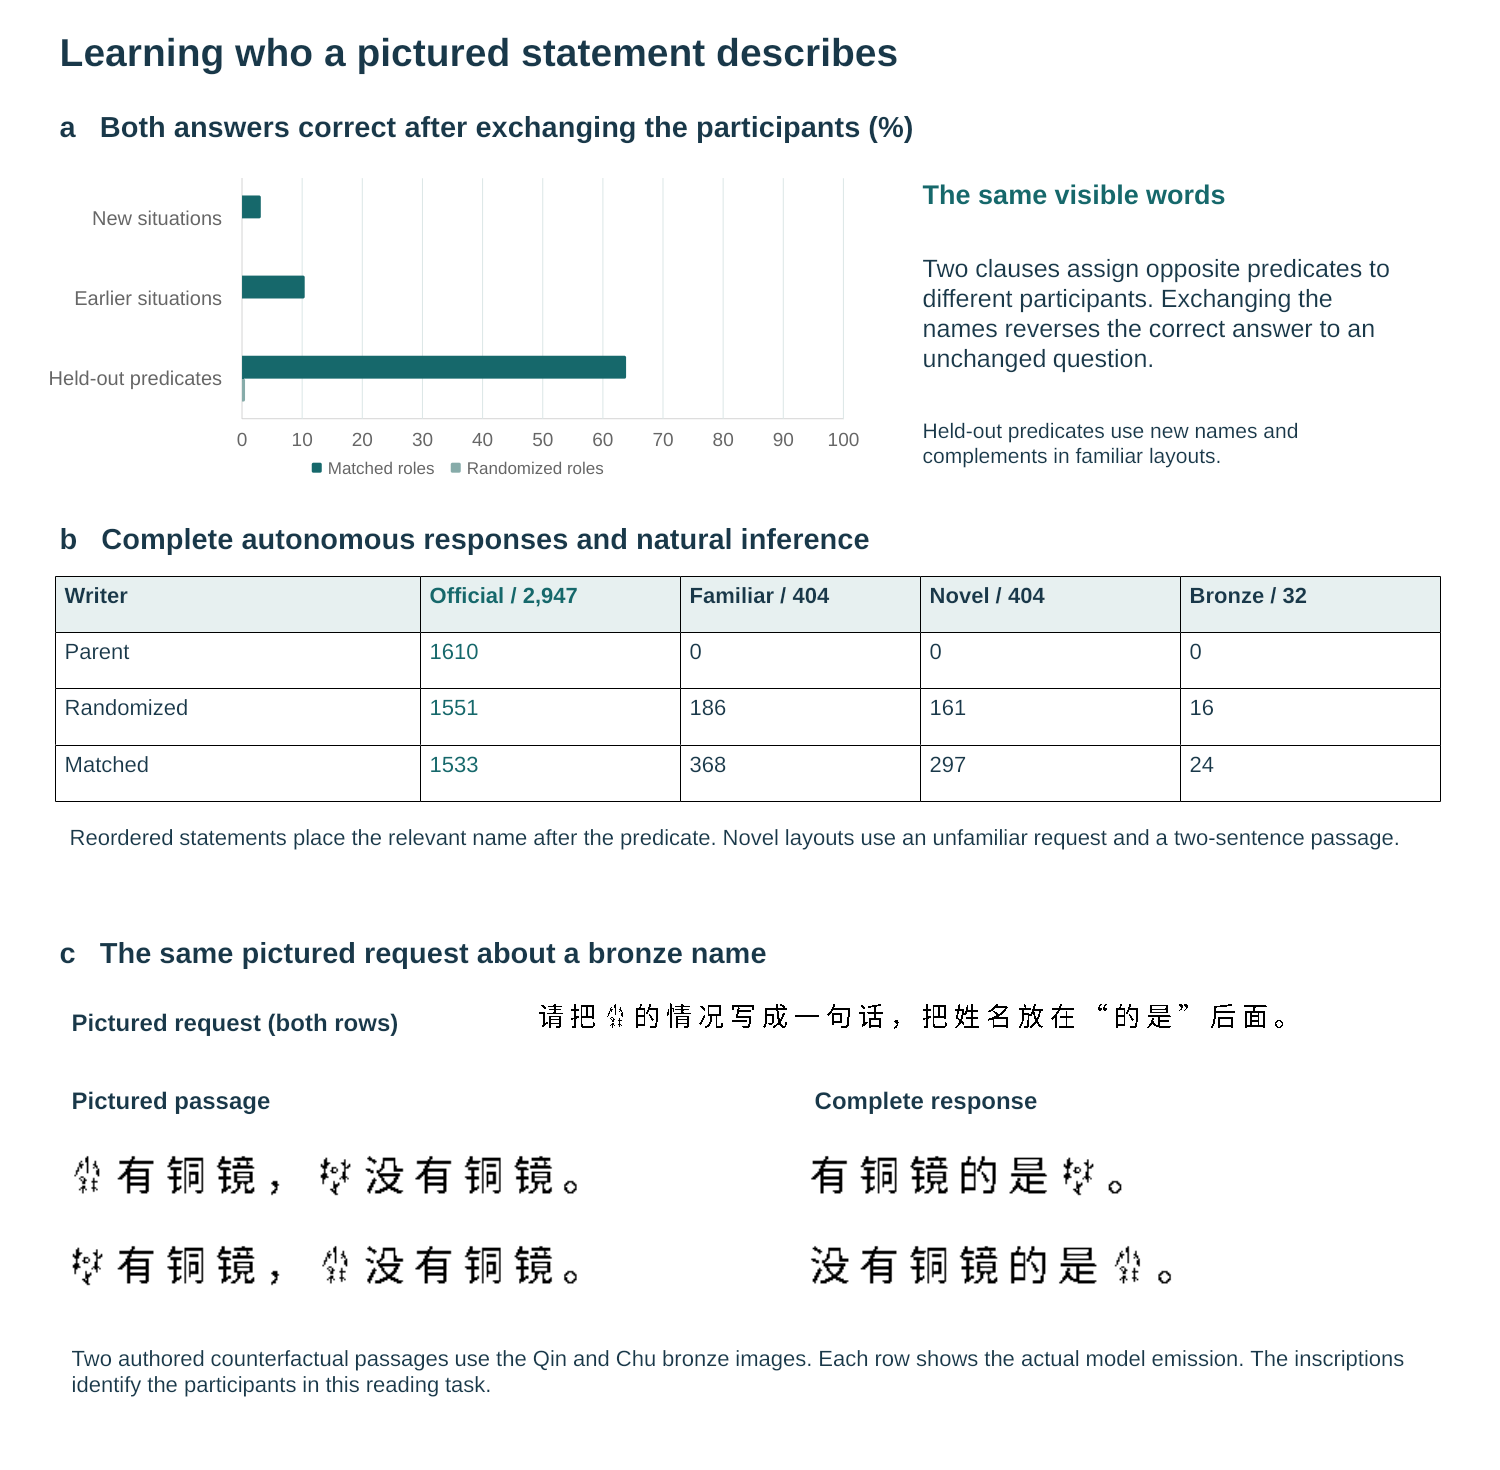 Learning who a pictured statement describes
a Both answers correct after exchanging the participants (%)
New situations
Earlier situations
Held-out predicates
0 10 20 30 40 50 60 70 80 90 100
Matched roles Randomized roles
The same visible words
Two clauses assign opposite predicates to
different participants. Exchanging the
names reverses the correct answer to an
unchanged question.
Held-out predicates use new names and
complements in familiar layouts.
b Complete autonomous responses and natural inference
Writer Official / 2,947 Familiar / 404 Novel / 404 Bronze / 32
Parent 1610 0 0 0
Randomized 1551 186 161 16
Matched 1533 368 297 24
Reordered statements place the relevant name after the predicate. Novel layouts use an unfamiliar request and a two-sentence passage.
c The same pictured request about a bronze name
Pictured request (both rows)
请把 的情况写成一句话，把姓名放在“的是”后面。
Pictured passage
Complete response
有铜镜， 没有铜镜。
有铜镜的是 。
有铜镜， 没有铜镜。
没有铜镜的是 。
Two authored counterfactual passages use the Qin and Chu bronze images. Each row shows the actual model emission. The inscriptions
identify the participants in this reading task.